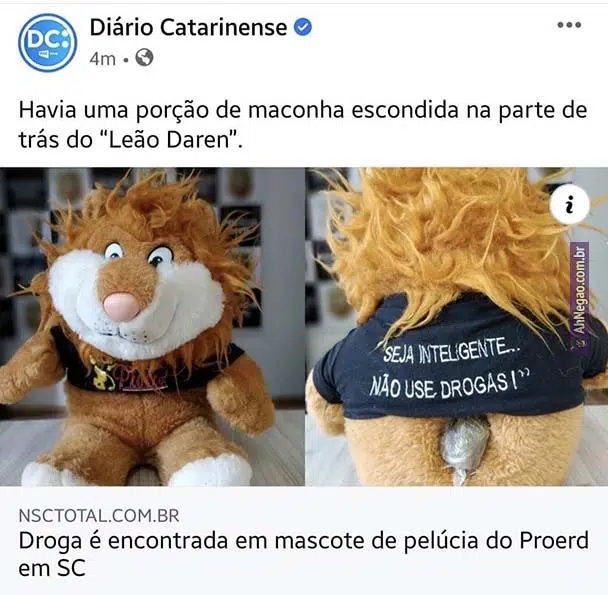 DC:
Diário Catarinense
4m
Havia uma porção de maconha escondida na parte de
trás do “Leão Daren”.
i
AhNegao.com.br
SEJA INTELIGENTE...
NÃO USE DROGAS!”
NSCTOTAL.COM.BR
Droga é encontrada em mascote de pelúcia do Proerd
em SC